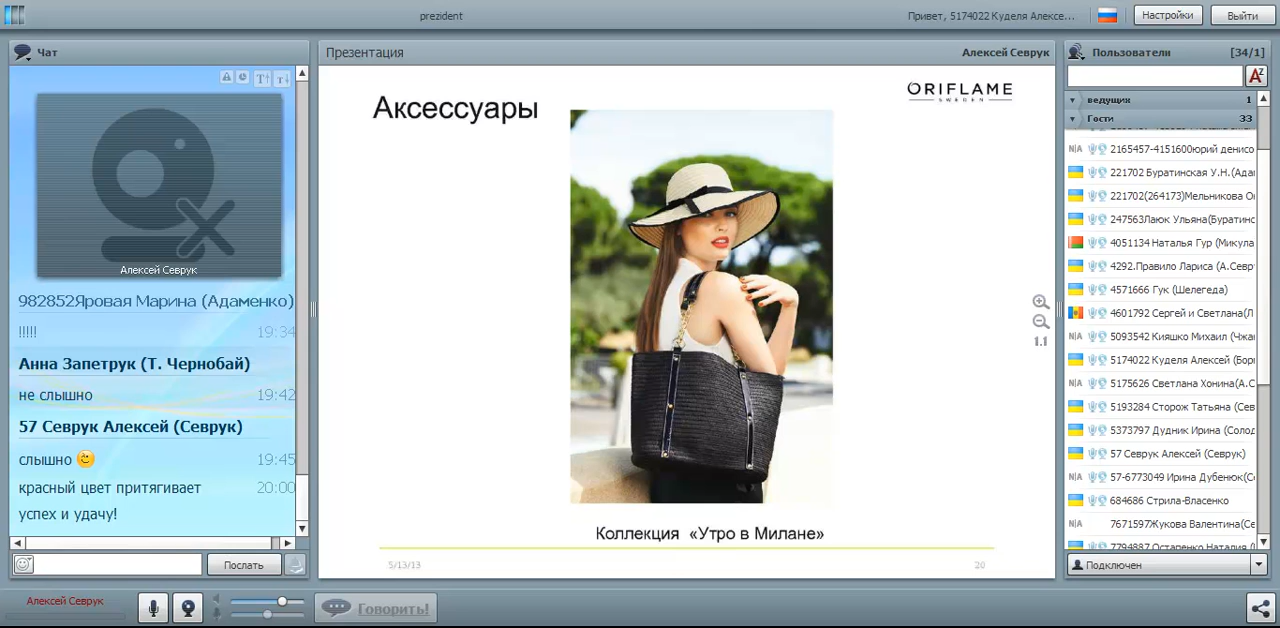 prezident
Привет, 5174022 Куделя Алексе...
Настройки
Выйти
Чат
Алексей Севрук
982852Яровая Марина (Адаменко)
!!!!! 19:34
Анна Запетрук (Т. Чернобай)
не слышно 19:42
57 Севрук Алексей (Севрук)
слышно 19:45
красный цвет притягивает 20:00
успех и удачу!
Послать
Алексей Севрук
Говорить!
Презентация
Алексей Севрук
Аксессуары
ORIFLAME
SWEDEN
Коллекция «Утро в Милане»
5/13/13
20
1.1
Пользователи [34/1]
ведущих 1
Гости 33
N|A 2165457-4151600юрий денисо
221702 Буратинская У.Н.(Ада
221702(264173)Мельникова О
247563Лаюк Ульяна(Буратинс
4051134 Наталья Гур (Микула
4292.Правило Лариса (А.Севр
4571666 Гук (Шелегеда)
4601792 Сергей и Светлана(Л
N|A 5093542 Кияшко Михаил (Чжа
5174022 Куделя Алексей (Бор
N|A 5175626 Светлана Хонина(А.С
5193284 Сторож Татьяна (Сев
5373797 Дудник Ирина (Солод
57 Севрук Алексей (Севрук)
N|A 57-6773049 Ирина Дубенюк(С
684686 Стрила-Власенко
N|A 7671597Жукова Валентина(Се
7794887 Остаренко Наталия
Подключен